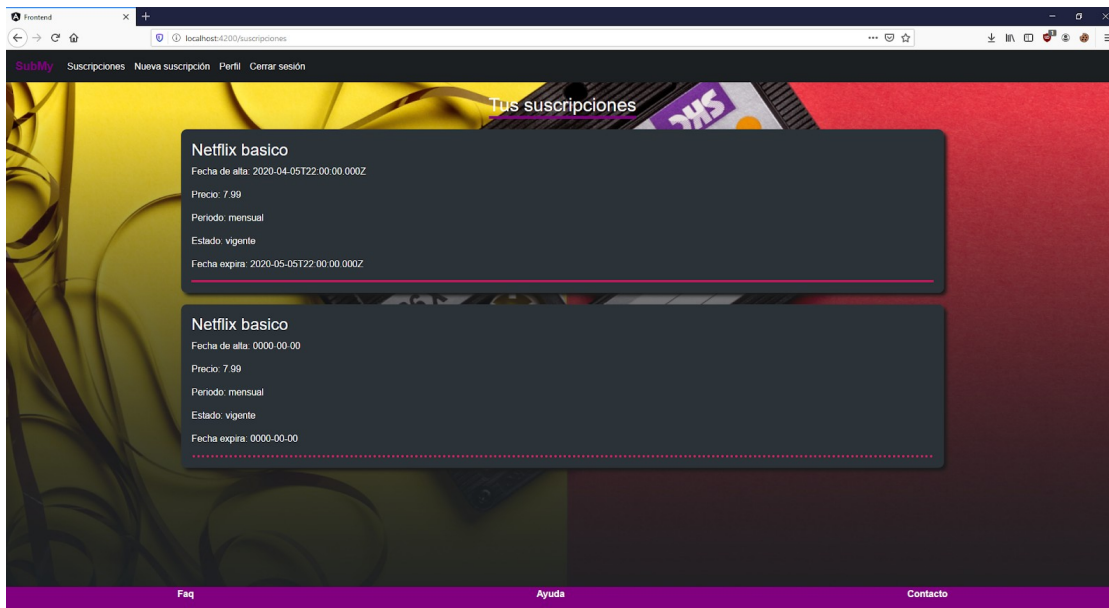 Frontend
localhost:4200/suscripciones
SubMy Suscripciones Nueva suscripción Perfil Cerrar sesión
Tus suscripciones
Netflix basico
Fecha de alta: 2020-04-05T22:00:00.000Z
Precio: 7.99
Periodo: mensual
Estado: vigente
Fecha expira: 2020-05-05T22:00:00.000Z
Netflix basico
Fecha de alta: 0000-00-00
Precio: 7.99
Periodo: mensual
Estado: vigente
Fecha expira: 0000-00-00
Faq Ayuda Contacto